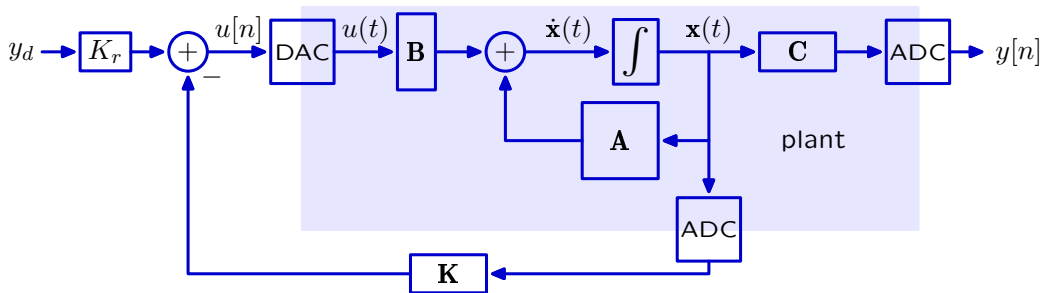 y_d K_r + − u[n] DAC u(t) B + ẋ(t) ∫ x(t) C ADC y[n]
A plant
ADC
K